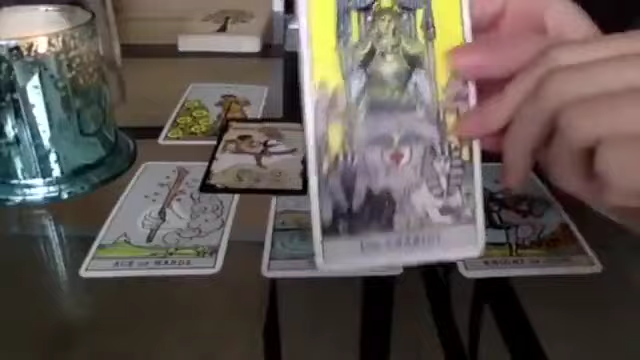 THE CHARIOT
ACE OF WANDS.
KNIGHT OF